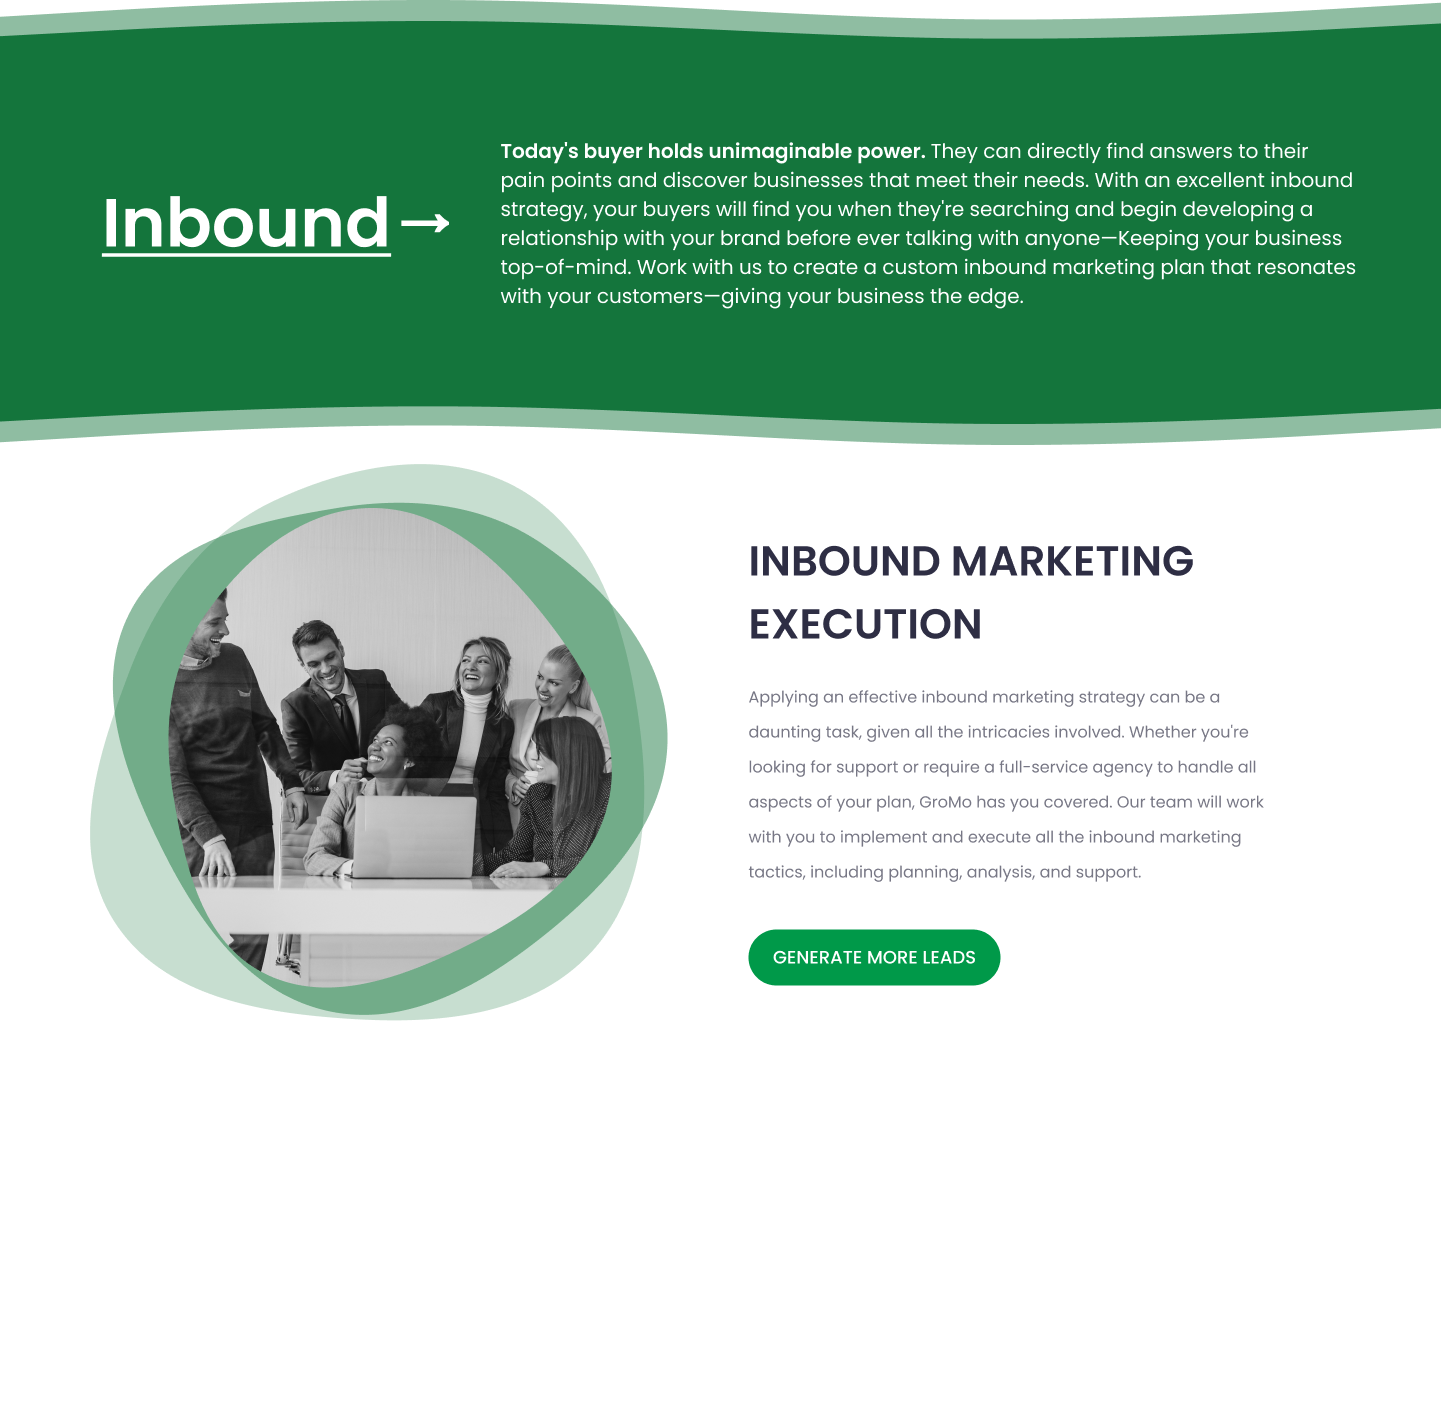 Inbound→
Today's buyer holds unimaginable power. They can directly find answers to their
pain points and discover businesses that meet their needs. With an excellent inbound
strategy, your buyers will find you when they're searching and begin developing a
relationship with your brand before ever talking with anyone—Keeping your business
top-of-mind. Work with us to create a custom inbound marketing plan that resonates
with your customers—giving your business the edge.
INBOUND MARKETING
EXECUTION
Applying an effective inbound marketing strategy can be a
daunting task, given all the intricacies involved. Whether you're
looking for support or require a full-service agency to handle all
aspects of your plan, GroMo has you covered. Our team will work
with you to implement and execute all the inbound marketing
tactics, including planning, analysis, and support.
GENERATE MORE LEADS